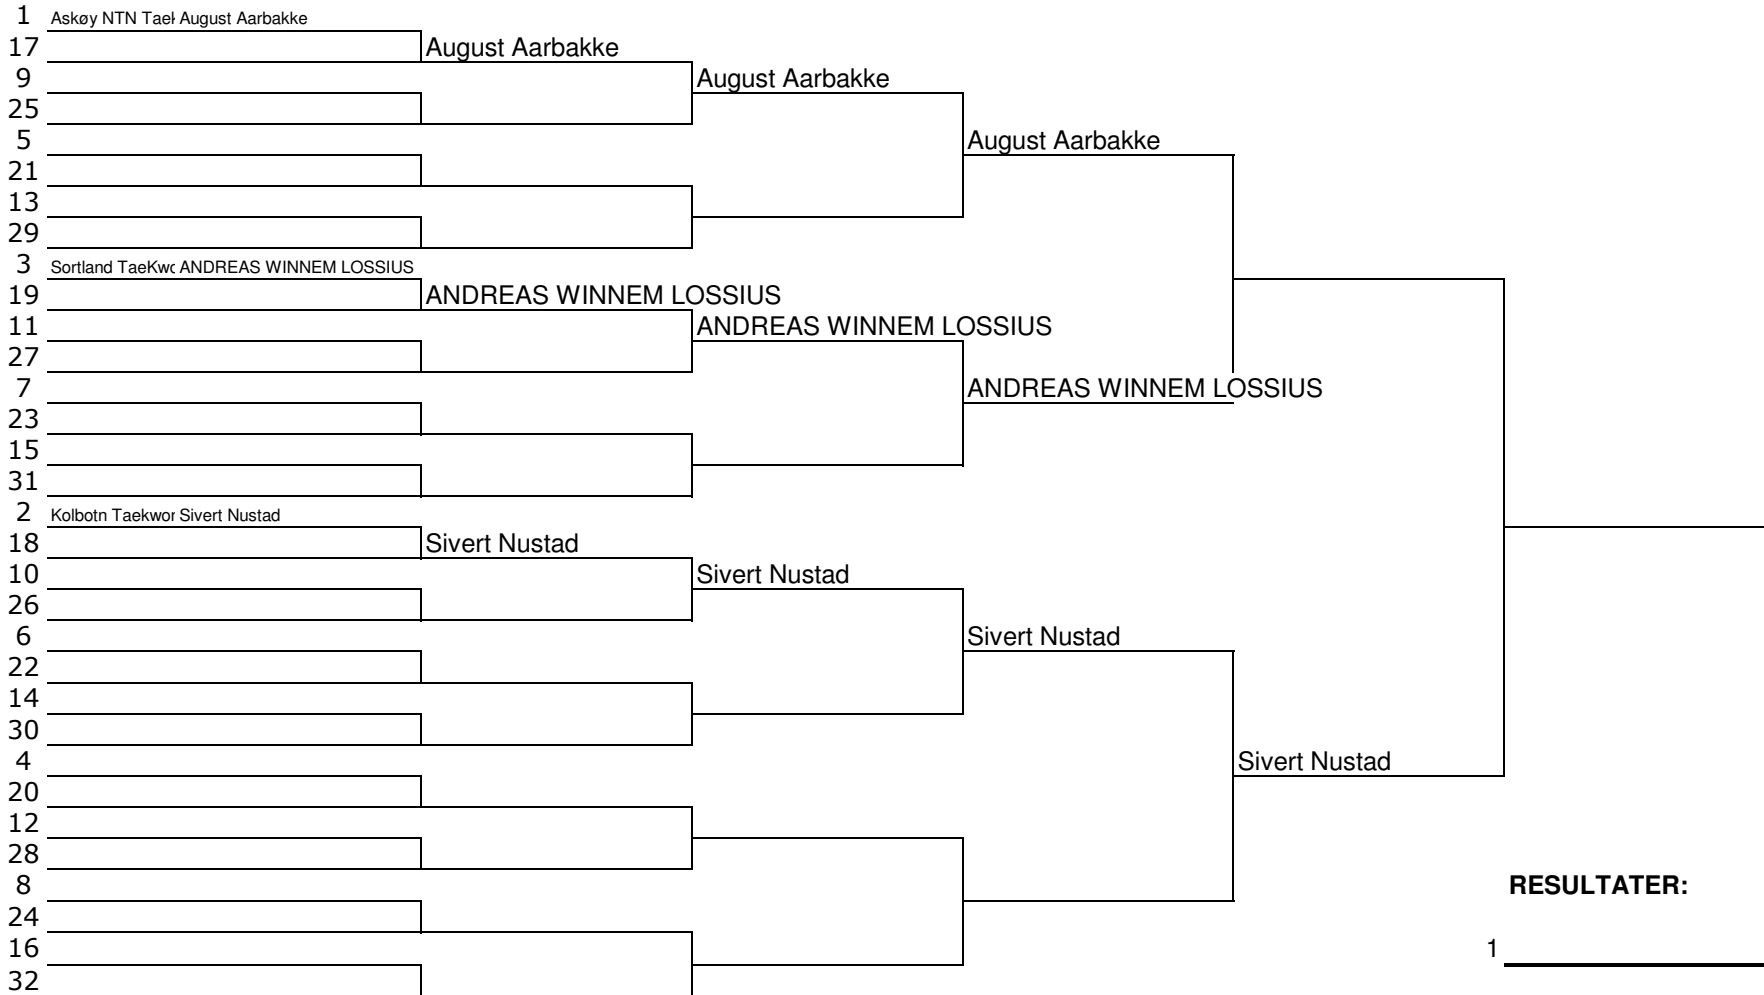 1 Askøy NTN Taek August Aarbakke
17 August Aarbakke
9 August Aarbakke
25
5 August Aarbakke
21
13
29
3 Sortland TaeKwo ANDREAS WINNEM LOSSIUS
19 ANDREAS WINNEM LOSSIUS
11 ANDREAS WINNEM LOSSIUS
27
7 ANDREAS WINNEM LOSSIUS
23
15
31
2 Kolbotn Taekwon Sivert Nustad
18 Sivert Nustad
10 Sivert Nustad
26
6 Sivert Nustad
22
14
30
4 Sivert Nustad
20
12
28
8 RESULTATER:
24
16 1
32